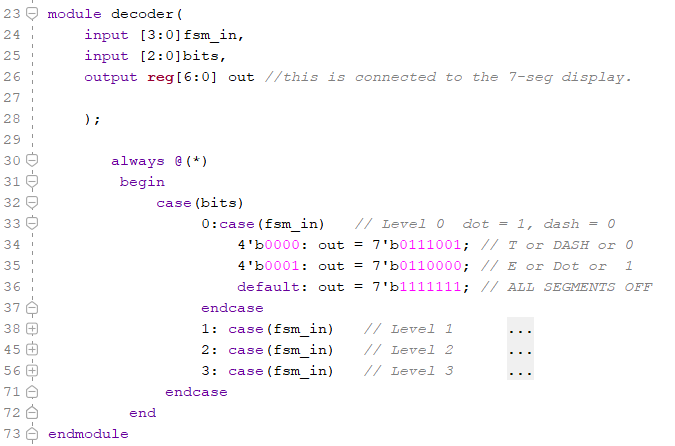 23 module decoder(
24 input [3:0]fsm_in,
25 input [2:0]bits,
26 output reg[6:0] out //this is connected to the 7-seg display.
27
28 );
29
30 always @(*)
31 begin
32 case(bits)
33 0:case(fsm_in) // Level 0 dot = 1, dash = 0
34 4'b0000: out = 7'b0111001; // T or DASH or 0
35 4'b0001: out = 7'b0110000; // E or Dot or 1
36 default: out = 7'b1111111; // ALL SEGMENTS OFF
37 endcase
38 1: case(fsm_in) // Level 1 ...
45 2: case(fsm_in) // Level 2 ...
56 3: case(fsm_in) // Level 3 ...
71 endcase
72 end
73 endmodule